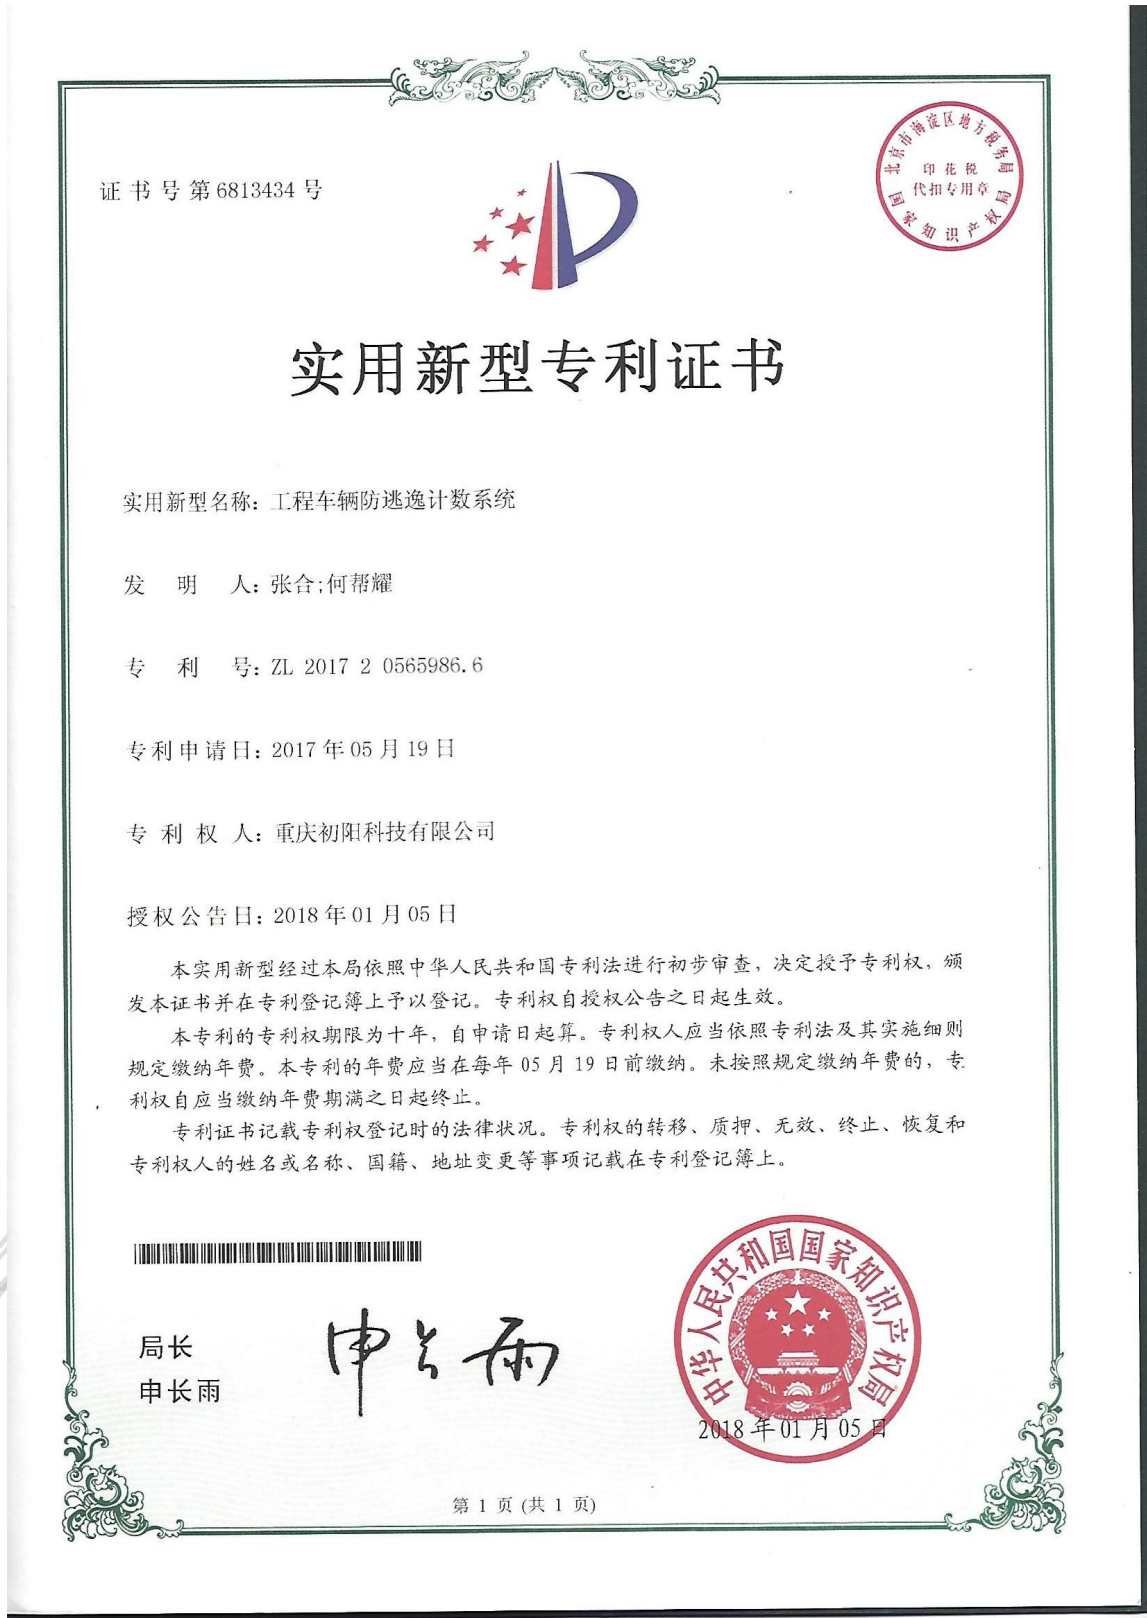 证书号第6813434号
北京市海淀区地方税务局
印花税
代扣专用章
国家知识产权局
实用新型专利证书
实用新型名称：工程车辆防逃逸计数系统
发明人：张合;何帮耀
专利号：ZL 2017 2 0565986.6
专利申请日：2017年05月19日
专利权人：重庆初阳科技有限公司
授权公告日：2018年01月05日
本实用新型经过本局依照中华人民共和国专利法进行初步审查，决定授予专利权，颁
发本证书并在专利登记簿上予以登记。专利权自授权公告之日起生效。
本专利的专利权期限为十年，自申请日起算。专利权人应当依照专利法及其实施细则
规定缴纳年费。本专利的年费应当在每年05月19日前缴纳。未按照规定缴纳年费的，专
利权自应当缴纳年费期满之日起终止。
专利证书记载专利权登记时的法律状况。专利权的转移、质押、无效、终止、恢复和
专利权人的姓名或名称、国籍、地址变更等事项记载在专利登记簿上。
局长
申长雨
申长雨
中华人民共和国国家知识产权局
2018年01月05日
第1页(共1页)